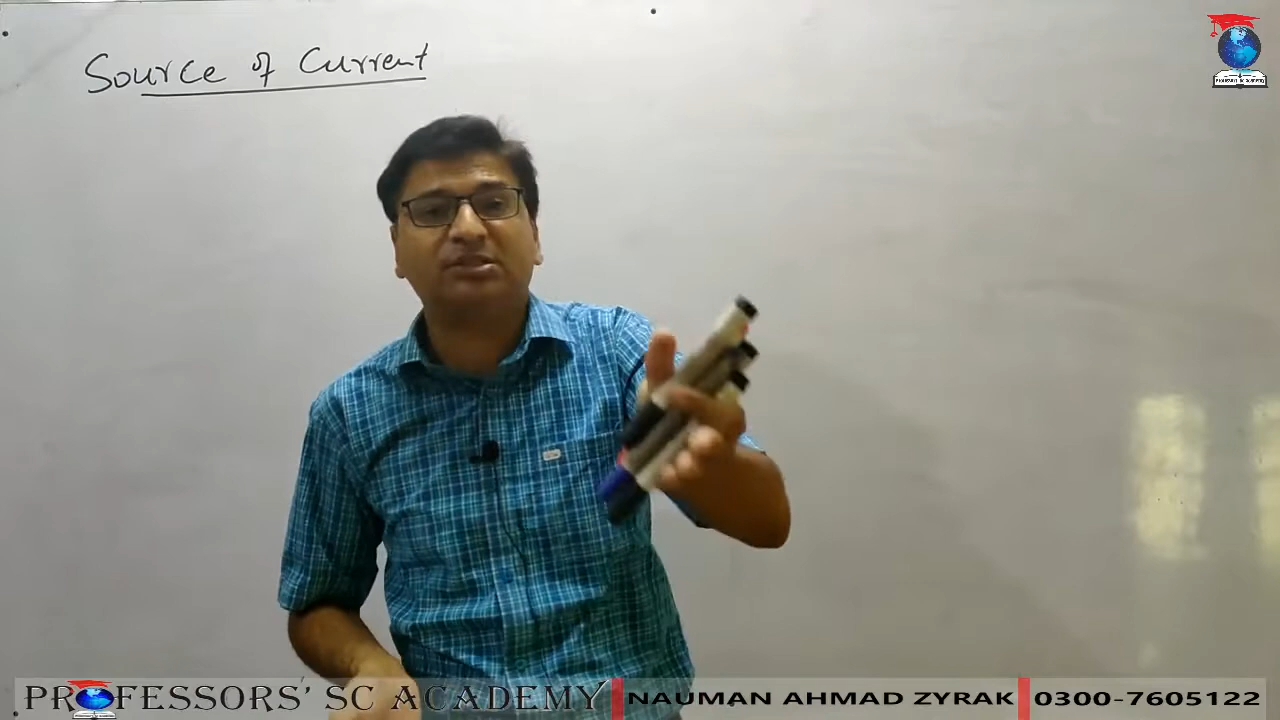 Source of Current
PROFESSORS' SC ACADEMY
NAUMAN AHMAD ZYRAK
0300-7605122